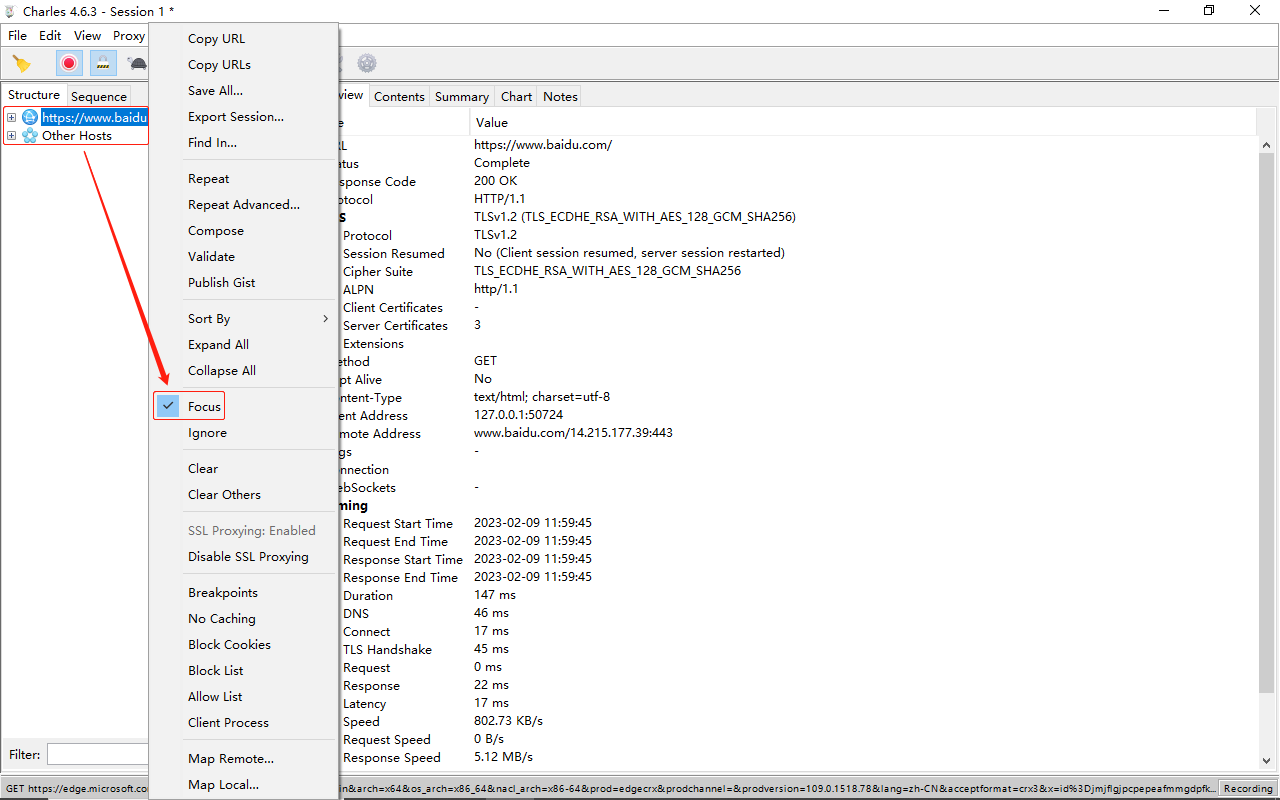 Charles 4.6.3 - Session 1 *
File Edit View Proxy
Structure Sequence
https://www.baidu
Other Hosts
Filter:
Copy URL
Copy URLs
Save All...
Export Session...
Find In...
Repeat
Repeat Advanced...
Compose
Validate
Publish Gist
Sort By
Expand All
Collapse All
Focus
Ignore
Clear
Clear Others
SSL Proxying: Enabled
Disable SSL Proxying
Breakpoints
No Caching
Block Cookies
Block List
Allow List
Client Process
Map Remote...
Map Local...
view Contents Summary Chart Notes
e Value
RL https://www.baidu.com/
atus Complete
sponse Code 200 OK
otocol HTTP/1.1
S TLSv1.2 (TLS_ECDHE_RSA_WITH_AES_128_GCM_SHA256)
Protocol TLSv1.2
Session Resumed No (Client session resumed, server session restarted)
Cipher Suite TLS_ECDHE_RSA_WITH_AES_128_GCM_SHA256
ALPN http/1.1
Client Certificates -
Server Certificates 3
Extensions
ethod GET
ept Alive No
ntent-Type text/html; charset=utf-8
ent Address 127.0.0.1:50724
mote Address www.baidu.com/14.215.177.39:443
gs -
nnection
ebSockets -
ming
Request Start Time 2023-02-09 11:59:45
Request End Time 2023-02-09 11:59:45
Response Start Time 2023-02-09 11:59:45
Response End Time 2023-02-09 11:59:45
Duration 147 ms
DNS 46 ms
Connect 17 ms
TLS Handshake 45 ms
Request 0 ms
Response 22 ms
Latency 17 ms
Speed 802.73 KB/s
Request Speed 0 B/s
Response Speed 5.12 MB/s
GET https://edge.microsoft.co in&arch=x64&os_arch=x86_64&nacl_arch=x86-64&prod=edgecrx&prodchannel=&prodversion=109.0.1518.78&lang=zh-CN&acceptformat=crx3&x=id%3Djmjflgjpcpepeafmmgdpfk... Recording